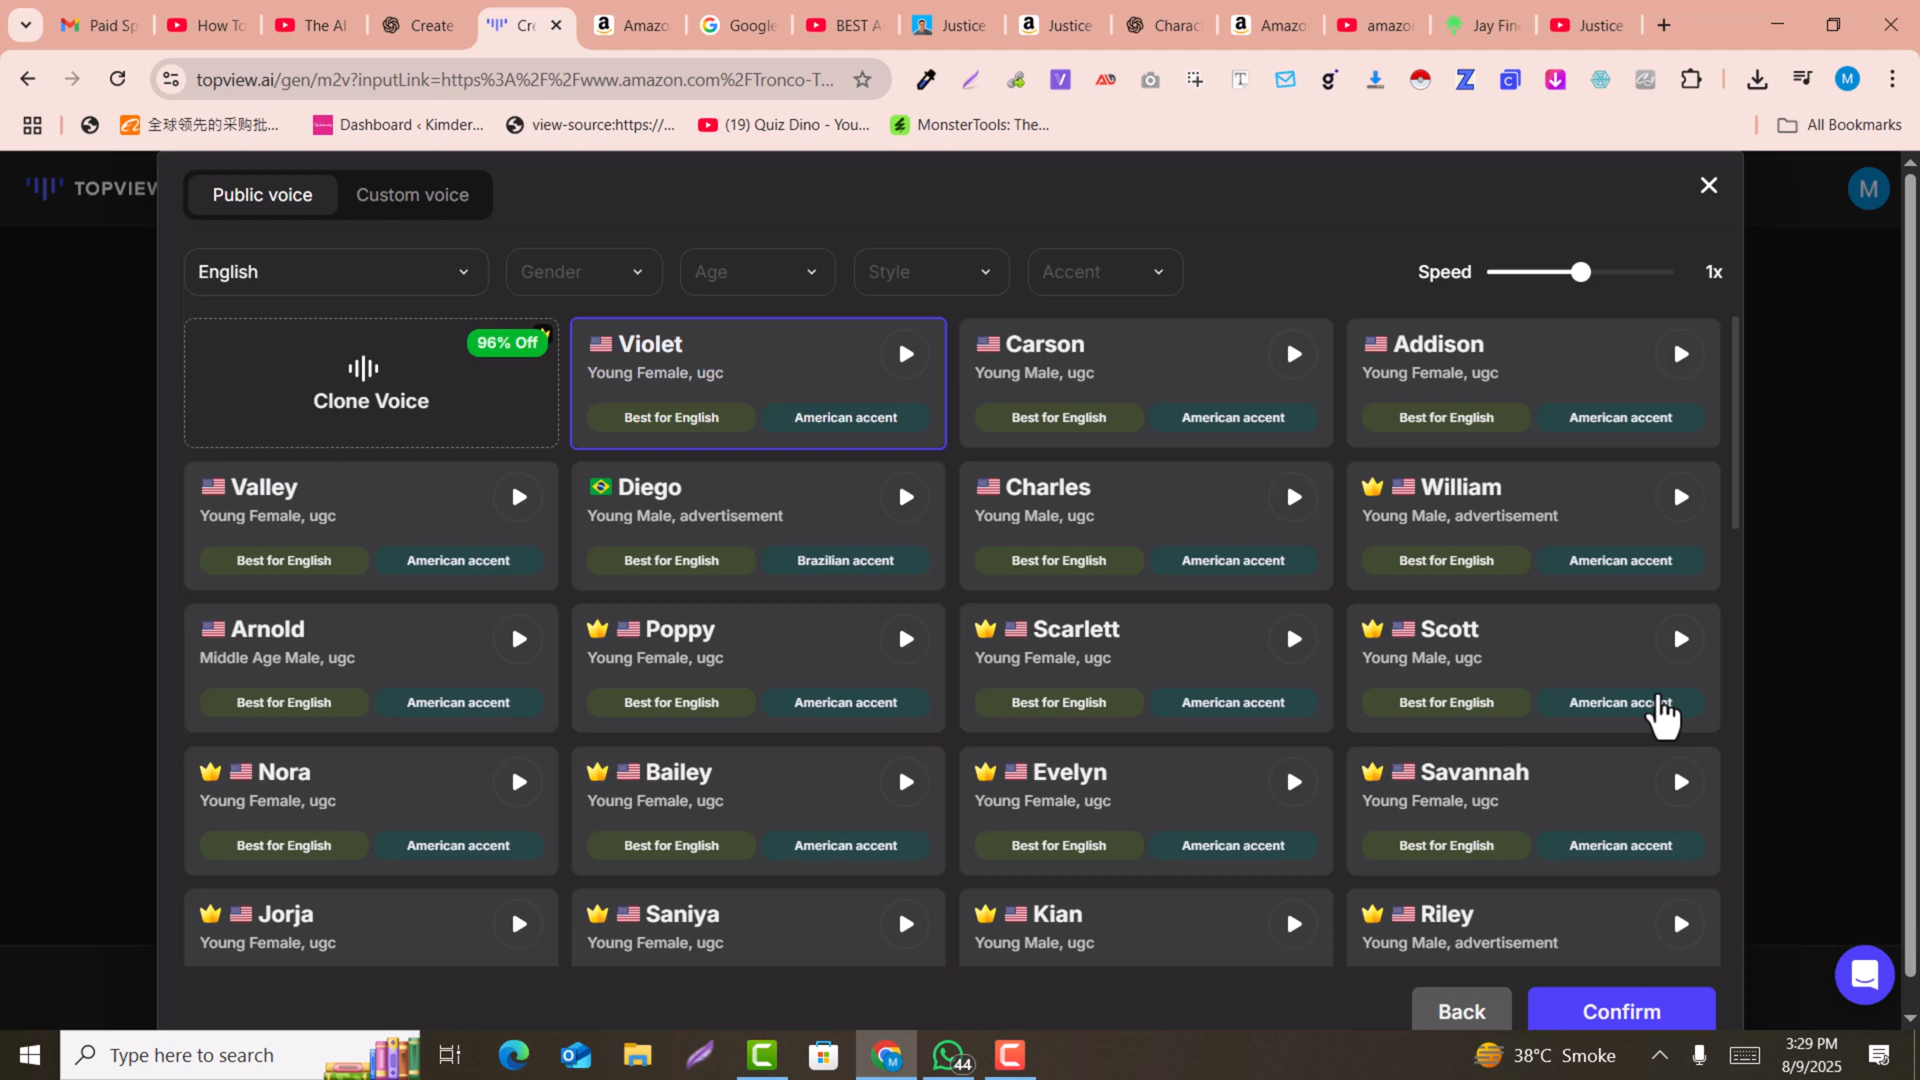 Paid Sp
How To
The AI
Create
Cr
Amazo
Google
BEST A
Justice
Justice
Charac
Amazo
amazo
Jay Fin
Justice
topview.ai/gen/m2v?inputLink=https%3A%2F%2Fwww.amazon.com%2FTronco-T...
全球领先的采购批...
Dashboard ‹ Kimder...
view-source:https://...
(19) Quiz Dino - You...
MonsterTools: The...
All Bookmarks
TOPVIEW
M
Public voice
Custom voice
English
Gender
Age
Style
Accent
Speed
1x
96% Off
Clone Voice
Violet
Young Female, ugc
Best for English
American accent
Carson
Young Male, ugc
Best for English
American accent
Addison
Young Female, ugc
Best for English
American accent
Valley
Young Female, ugc
Best for English
American accent
Diego
Young Male, advertisement
Best for English
Brazilian accent
Charles
Young Male, ugc
Best for English
American accent
William
Young Male, advertisement
Best for English
American accent
Arnold
Middle Age Male, ugc
Best for English
American accent
Poppy
Young Female, ugc
Best for English
American accent
Scarlett
Young Female, ugc
Best for English
American accent
Scott
Young Male, ugc
Best for English
American accent
Nora
Young Female, ugc
Best for English
American accent
Bailey
Young Female, ugc
Best for English
American accent
Evelyn
Young Female, ugc
Best for English
American accent
Savannah
Young Female, ugc
Best for English
American accent
Jorja
Young Female, ugc
Saniya
Young Female, ugc
Kian
Young Male, ugc
Riley
Young Male, advertisement
Back
Confirm
Type here to search
44
38°C Smoke
3:29 PM
8/9/2025